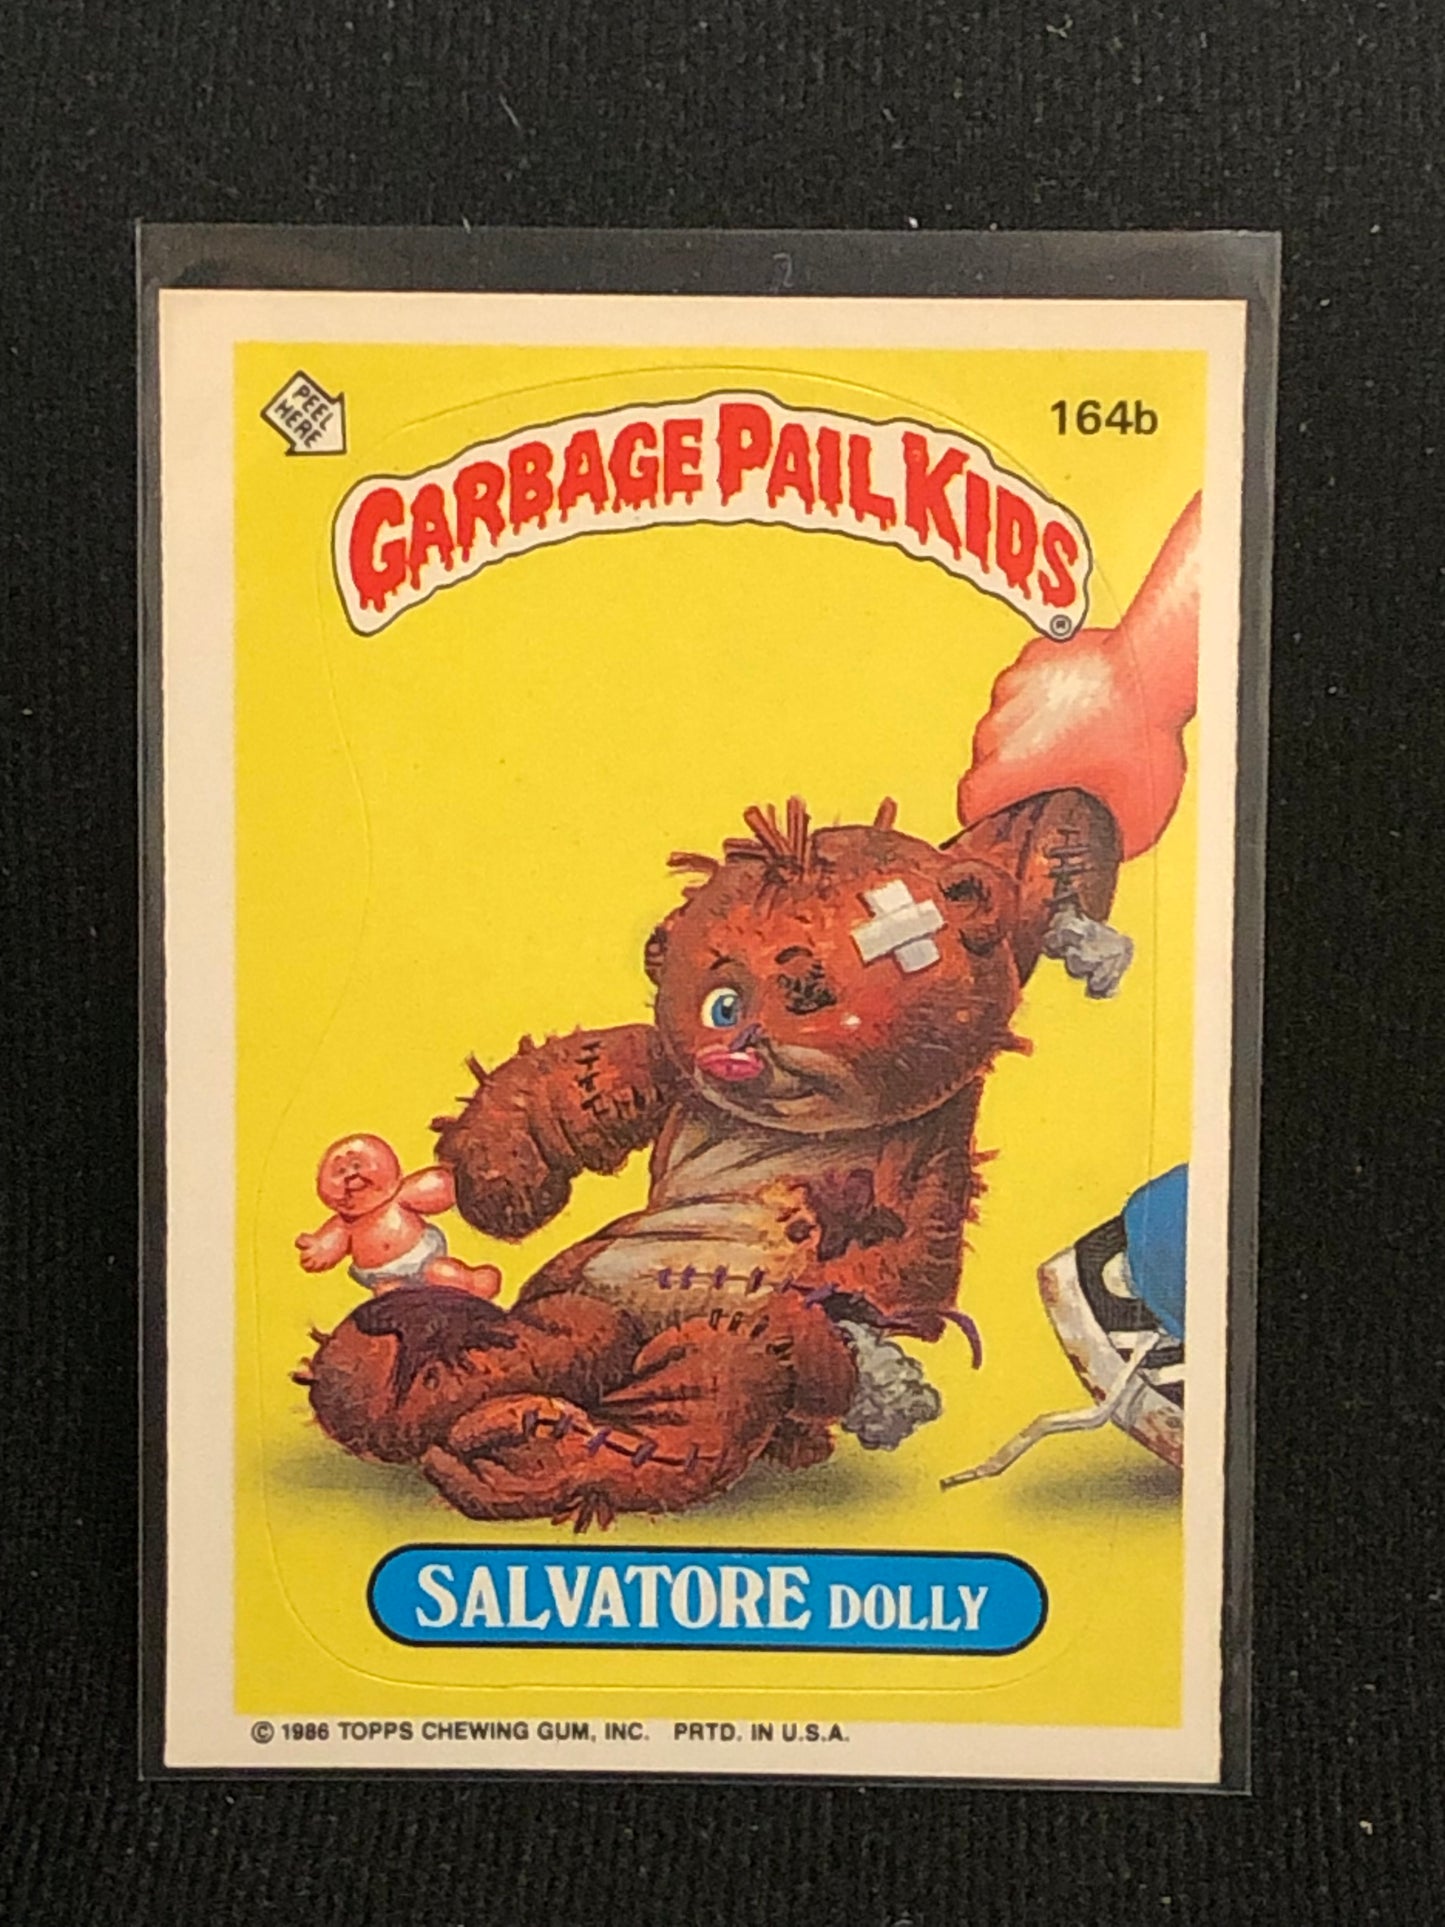 PEEL
HERE
164b
GARBAGE PAIL KIDS
®
SALVATORE DOLLY
© 1986 TOPPS CHEWING GUM, INC. PRTD. IN U.S.A.